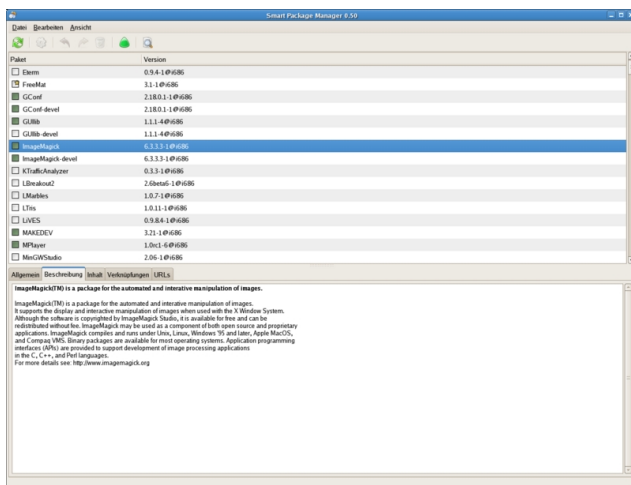 Smart Package Manager 0.50
Datei Bearbeiten Ansicht
Paket Version
Eterm 0.9.4-1@i686
FreeMat 3.1-1@i686
GConf 2.18.0.1-1@i686
GConf-devel 2.18.0.1-1@i686
GUIlib 1.1.1-4@i686
GUIlib-devel 1.1.1-4@i686
ImageMagick 6.3.3.3-1@i686
ImageMagick-devel 6.3.3.3-1@i686
KTrafficAnalyzer 0.3.3-1@i686
LBreakout2 2.6beta6-1@i686
LMarbles 1.0.7-1@i686
LTris 1.0.11-1@i686
LiVES 0.9.8.4-1@i686
MAKEDEV 3.21-1@i686
MPlayer 1.0rc1-6@i686
MinGWStudio 2.06-1@i686
Allgemein Beschreibung Inhalt Verknüpfungen URLs
ImageMagick(TM) is a package for the automated and interative manipulation of images.
ImageMagick(TM) is a package for the automated and interative manipulation of images.
It supports the display and interactive manipulation of images when used with the X Window System.
Although the software is copyrighted by ImageMagick Studio, it is available for free and can be
redistributed without fee. ImageMagick may be used as a component of both open source and proprietary
applications. ImageMagick compiles and runs under Unix, Linux, Windows '95 and later, Apple MacOS,
and Compaq VMS. Binary packages are available for most operating systems. Application programming
interfaces (APIs) are provided to support development of image processing applications
in the C, C++, and Perl languages.
For more details see: http://www.imagemagick.org